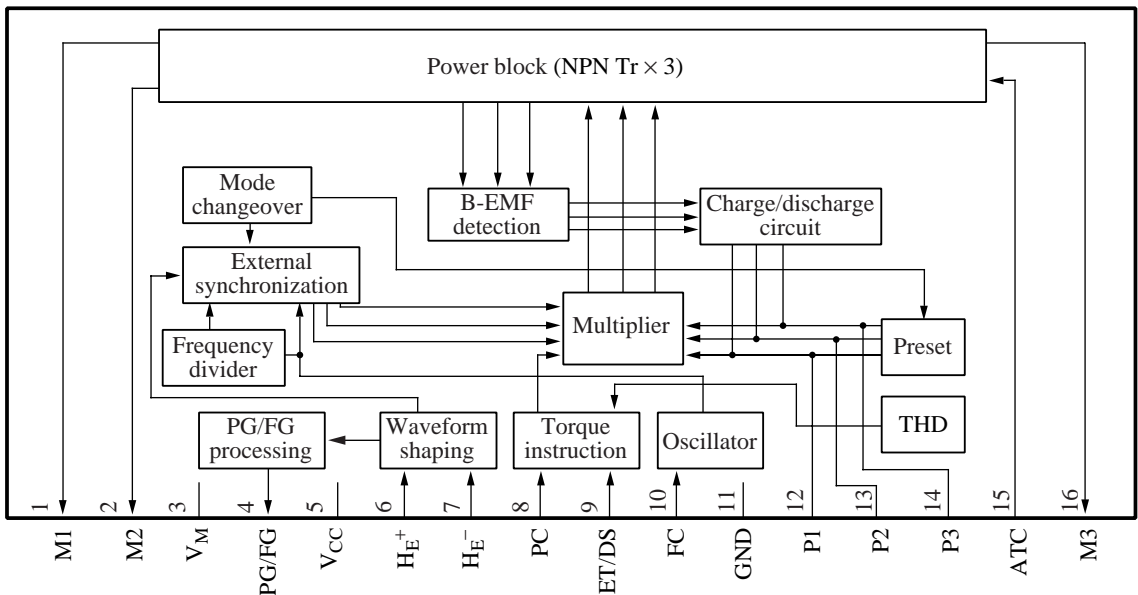 Power block (NPN Tr × 3)
Mode
changeover
B-EMF
detection
Charge/discharge
circuit
External
synchronization
Multiplier
Frequency
divider
Preset
PG/FG
processing
Waveform
shaping
Torque
instruction
Oscillator
THD
1
2
3
4
5
6
7
8
9
10
11
12
13
14
15
16
M1
M2
VM
PG/FG
VCC
HE+
HE−
PC
ET/DS
FC
GND
P1
P2
P3
ATC
M3